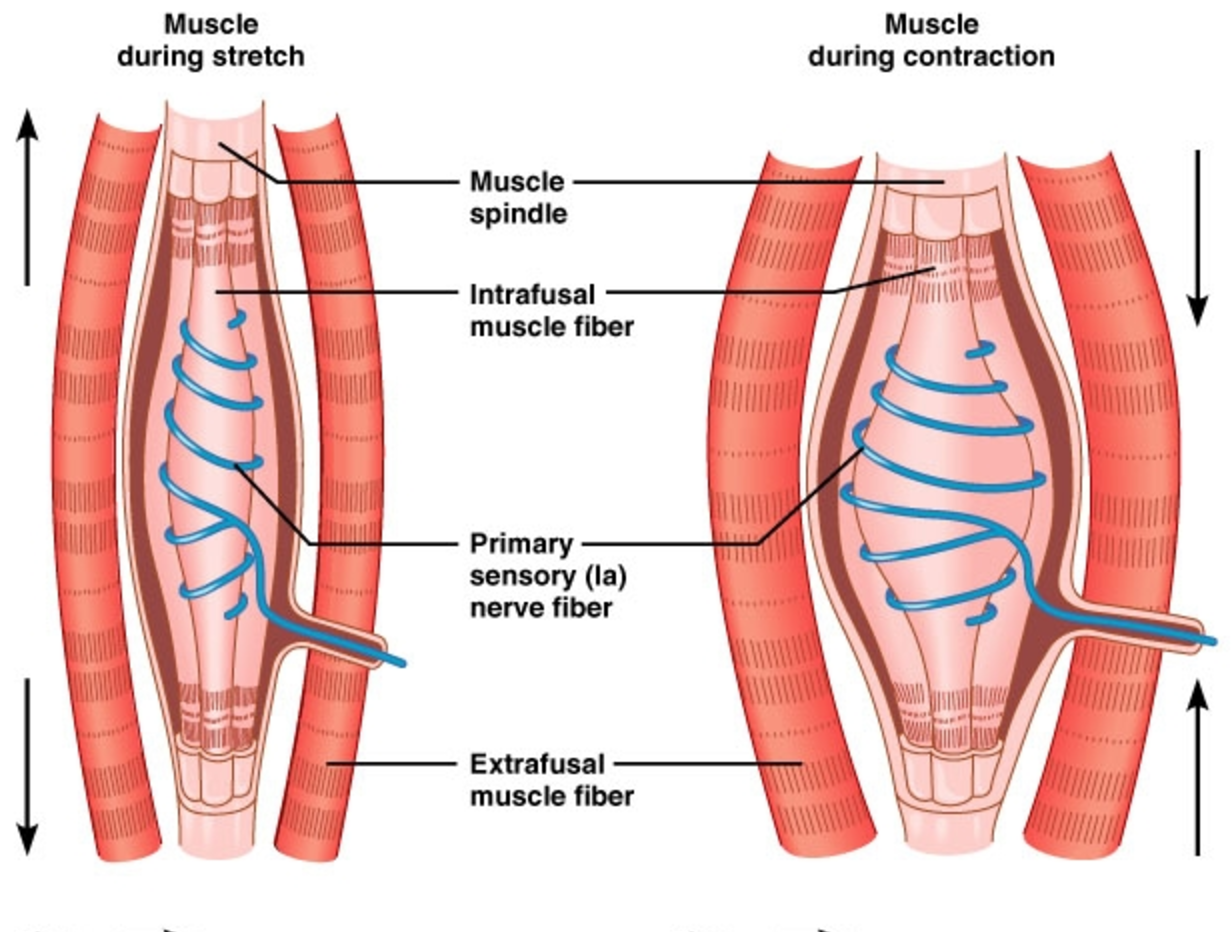 Muscle
during stretch
Muscle
during contraction
Muscle
spindle
Intrafusal
muscle fiber
Primary
sensory (Ia)
nerve fiber
Extrafusal
muscle fiber